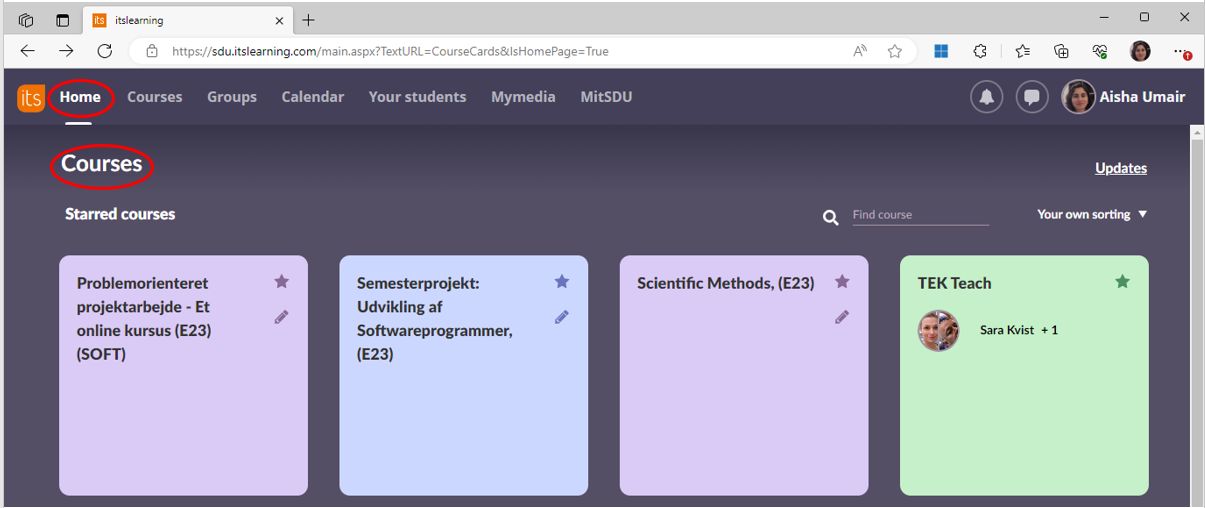 its itslearning
https://sdu.itslearning.com/main.aspx?TextURL=CourseCards&IsHomePage=True
its Home Courses Groups Calendar Your students Mymedia MitSDU Aisha Umair
Courses
Updates
Starred courses
Find course
Your own sorting
Problemorienteret
projektarbejde - Et
online kursus (E23)
(SOFT)
Semesterprojekt:
Udvikling af
Softwareprogrammer,
(E23)
Scientific Methods, (E23)
TEK Teach
Sara Kvist + 1